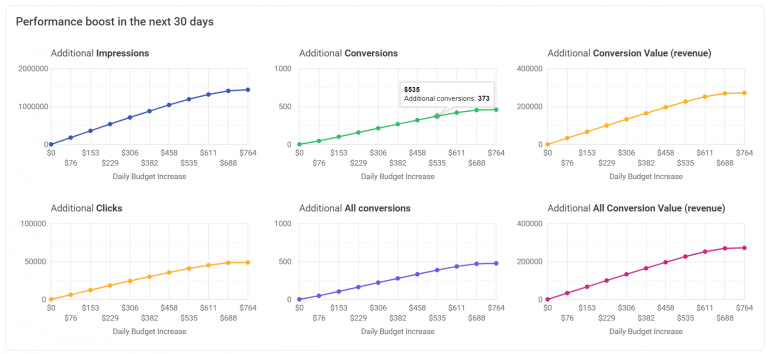 Performance boost in the next 30 days
Additional Impressions
2000000
1000000
0
$0 $153 $306 $458 $611 $764
$76 $229 $382 $535 $688
Daily Budget Increase
Additional Conversions
1000
500
0
$535
Additional conversions: 373
$0 $153 $306 $458 $611 $764
$76 $229 $382 $535 $688
Daily Budget Increase
Additional Conversion Value (revenue)
400000
200000
0
$0 $153 $306 $458 $611 $764
$76 $229 $382 $535 $688
Daily Budget Increase
Additional Clicks
100000
50000
0
$0 $153 $306 $458 $611 $764
$76 $229 $382 $535 $688
Daily Budget Increase
Additional All conversions
1000
500
0
$0 $153 $306 $458 $611 $764
$76 $229 $382 $535 $688
Daily Budget Increase
Additional All Conversion Value (revenue)
400000
200000
0
$0 $153 $306 $458 $611 $764
$76 $229 $382 $535 $688
Daily Budget Increase